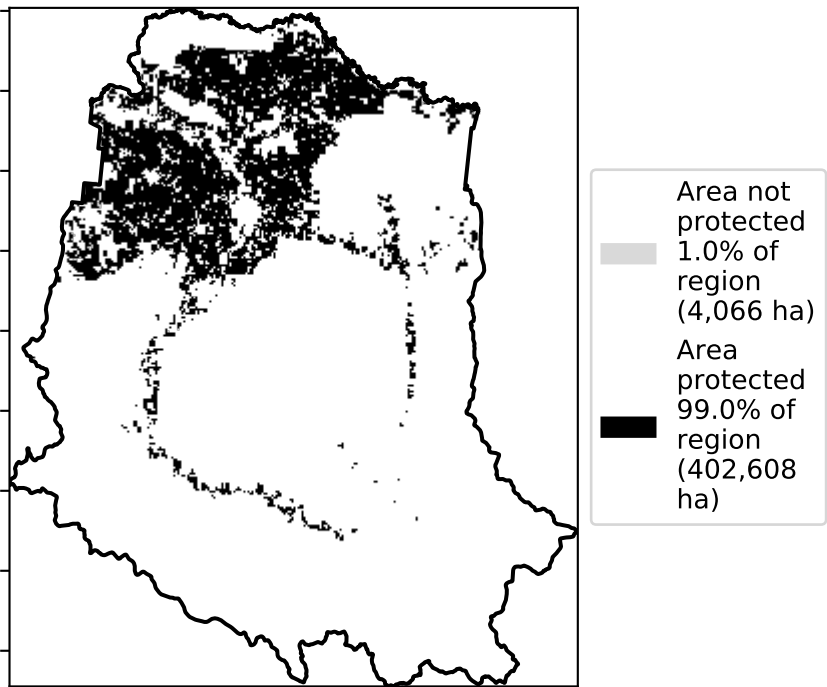 Area not
protected
1.0% of
region
(4,066 ha)
Area
protected
99.0% of
region
(402,608
ha)